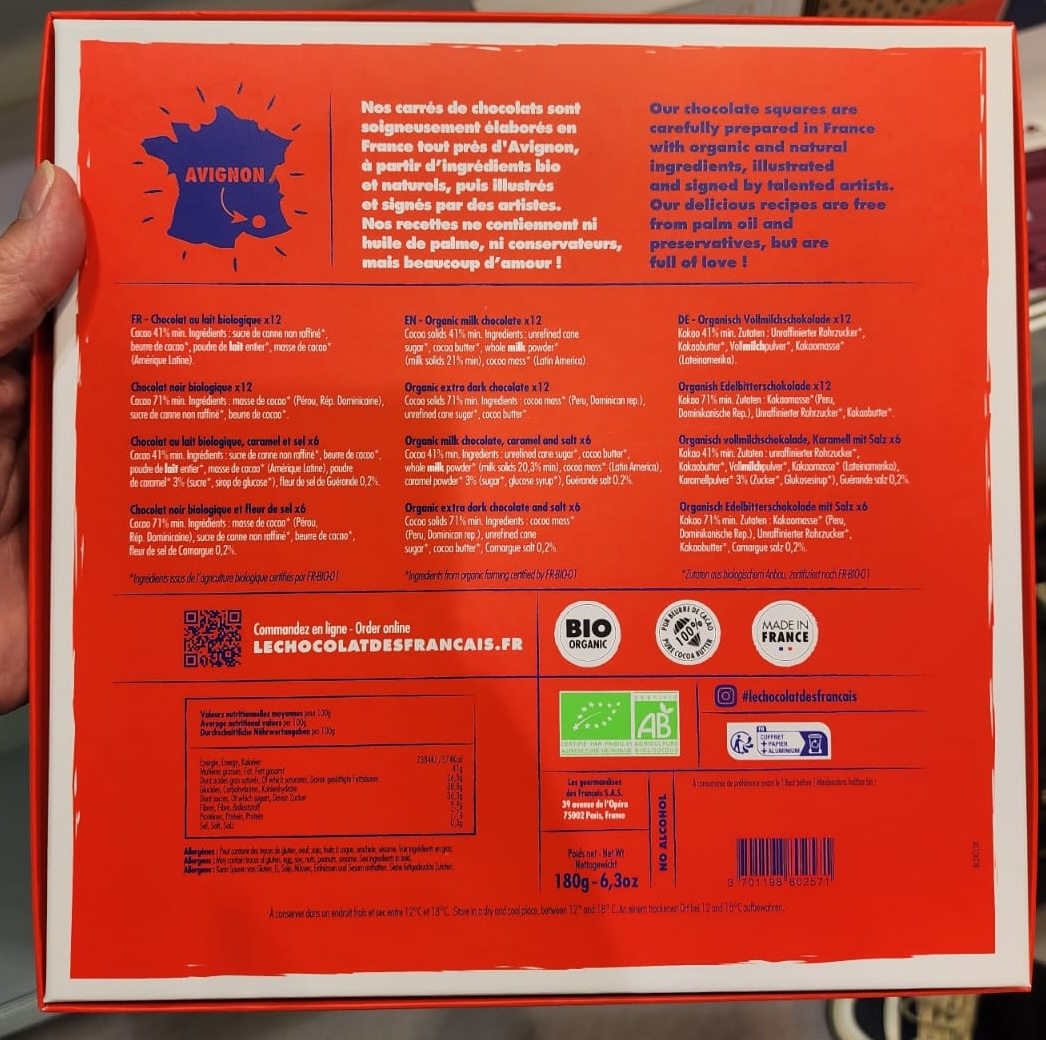 AVIGNON
Nos carrés de chocolats sont
soigneusement élaborés en
France tout près d'Avignon,
à partir d'ingrédients bio
et naturels, puis illustrés
et signés par des artistes.
Nos recettes ne contiennent ni
huile de palme, ni conservateurs,
mais beaucoup d'amour !
Our chocolate squares are
carefully prepared in France
with organic and natural
ingredients, illustrated
and signed by talented artists.
Our delicious recipes are free
from palm oil and
preservatives, but are
full of love !
FR - Chocolat au lait biologique x12
Cacao 41% min. Ingrédients : sucre de canne non raffiné*,
beurre de cacao*, poudre de lait entier*, masse de cacao*
(Amérique Latine).
Chocolat noir biologique x12
Cacao 71% min. Ingrédients : masse de cacao* (Pérou, Rép. Dominicaine),
sucre de canne non raffiné*, beurre de cacao*.
Chocolat au lait biologique, caramel et sel x6
Cacao 41% min. Ingrédients : sucre de canne non raffiné*, beurre de cacao*,
poudre de lait entier*, masse de cacao* (Amérique Latine), poudre
de caramel* 3% (sucre*, sirop de glucose*), fleur de sel de Guérande 0,2%.
Chocolat noir biologique et fleur de sel x6
Cacao 71% min. Ingrédients : masse de cacao* (Pérou,
Rép. Dominicaine), sucre de canne non raffiné*, beurre de cacao*,
fleur de sel de Camargue 0,2%.
*Ingrédients issus de l'agriculture biologique certifiés par FR-BIO-01
EN - Organic milk chocolate x12
Cocoa solids 41% min. Ingredients : unrefined cane
sugar*, cocoa butter*, whole milk powder*
(milk solids 21% min), cocoa mass* (Latin America).
Organic extra dark chocolate x12
Cocoa solids 71% min. Ingredients : cocoa mass* (Peru, Dominican rep.),
unrefined cane sugar*, cocoa butter*.
Organic milk chocolate, caramel and salt x6
Cocoa 41% min. Ingredients : unrefined cane sugar*, cocoa butter*,
whole milk powder* (milk solids 20,3% min), cocoa mass* (Latin America),
caramel powder* 3% (sugar*, glucose syrup*), Guérande salt 0.2%.
Organic extra dark chocolate and salt x6
Cocoa solids 71% min. Ingredients : cocoa mass*
(Peru, Dominican rep.), unrefined cane
sugar*, cocoa butter*, Camargue salt 0,2%.
*Ingredients from organic farming certified by FR-BIO-01
DE - Organisch Vollmilchschokolade x12
Kakao 41% min. Zutaten : Unraffinierter Rohrzucker*,
Kakaobutter*, Vollmilchpulver*, Kakaomasse*
(Lateinamerika).
Organish Edelbitterschokolade x12
Kakao 71% min. Zutaten : Kakaomasse* (Peru,
Dominikanische Rep.), Unraffinierter Rohrzucker*, Kakaobutter*.
Organisch vollmilchschokolade, Karamell mit Salz x6
Kakao 41% min. Zutaten : unraffinierter Rohrzucker*,
Kakaobutter*, Vollmilchpulver*, Kakaomasse* (Lateinamerika),
Karamellpulver* 3% (Zucker*, Glukosesirup*), Guérande salz 0,2%.
Organisch Edelbitterschokolade mit Salz x6
Kakao 71% min. Zutaten : Kakaomasse* (Peru,
Dominikanische Rep.), Unraffinierter Rohrzucker*,
Kakaobutter*, Camargue salz 0,2%.
*Zutaten aus biologischem Anbau, zertifiziert nach FR-BIO-01
Commandez en ligne - Order online
LECHOCOLATDESFRANCAIS.FR
BIO
ORGANIC
PUR BEURRE DE CACAO
100%
PURE COCOA BUTTER
MADE IN
FRANCE
Valeurs nutritionnelles moyennes pour 100g
Average nutritional values per 100g
Durchschnittliche Nährwertangaben pro 100g
Energie, Energy, Kalorien 2384KJ/574Kcal
Matières grasses, Fat, Fettgesamt 41g
Dont acides gras saturés, Of which saturates, Davon gesättigte Fettsäuren
Glucides, Carbohydrates, Kohlenhydrate
Dont sucres, Of which sugars, Davon Zucker
Fibres, Fibre, Ballaststoff
Protéines, Protein, Protein
Sel, Salt, Salz
Allergènes : Peut contenir des traces de gluten, oeuf, soja, fruits à coque, arachide, sésame. Voir ingrédients en gras.
Allergens : May contain traces of gluten, egg, soy, nuts, peanuts, sesame. See ingredients in bold.
Allergene : Kann Spuren von Gluten, Ei, Soja, Nüssen, Erdnüssen und Sesam enthalten. Siehe fettgedruckte Zutaten.
CERTIFIÉ
AB
CERTIFIÉ PAR FR-BIO-01 AGRICULTURE
BIOLOGIQUE
#lechocolatdesfrancais
FR
COFFRET
+ PAPIER
+ ALUMINIUM
Les gourmandises
des Français S.A.S.
39 avenue de l'Opéra
75002 Paris, France
NO ALCOHOL
À consommer de préférence avant le | Best before | Mindestens haltbar bis :
Poids net - Net Wt
Nettogewicht
180g-6,3oz
3 701198 802571
À conserver dans un endroit frais et sec entre 12°C et 18°C. Store in a dry and cool place, between 12° and 18° C. An einem trockenen Ort bei 12 und 18°C aufbewahren.